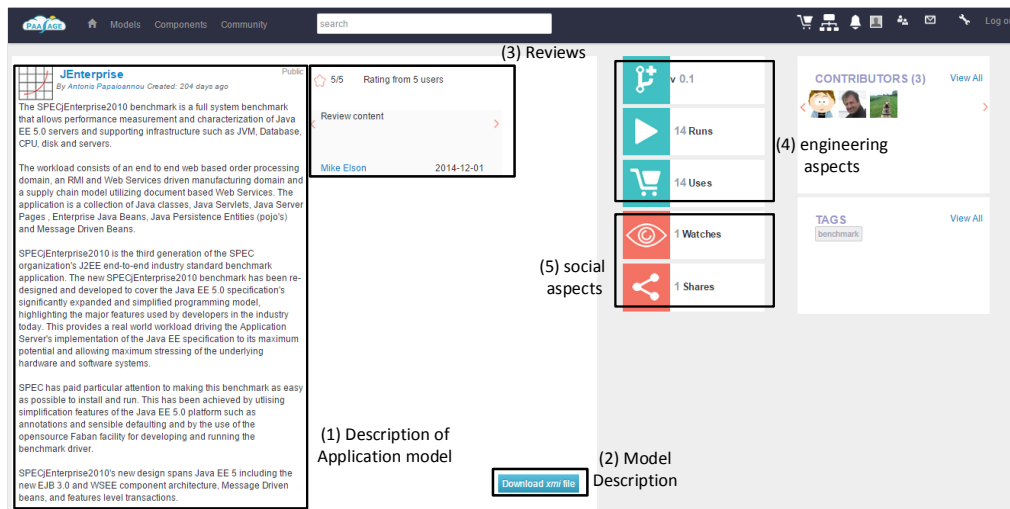 PAASAGE
Models Components Community
search
Log o
JEnterprise
Public
By Antonis Papaioannou Created: 204 days ago
The SPECjEnterprise2010 benchmark is a full system benchmark
that allows performance measurement and characterization of Java
EE 5.0 servers and supporting infrastructure such as JVM, Database,
CPU, disk and servers.
The workload consists of an end to end web based order processing
domain, an RMI and Web Services driven manufacturing domain and
a supply chain model utilizing document based Web Services. The
application is a collection of Java classes, Java Servlets, Java Server
Pages , Enterprise Java Beans, Java Persistence Entities (pojo's)
and Message Driven Beans.
SPECjEnterprise2010 is the third generation of the SPEC
organization's J2EE end-to-end industry standard benchmark
application. The new SPECjEnterprise2010 benchmark has been re-
designed and developed to cover the Java EE 5.0 specification's
significantly expanded and simplified programming model,
highlighting the major features used by developers in the industry
today. This provides a real world workload driving the Application
Server's implementation of the Java EE specification to its maximum
potential and allowing maximum stressing of the underlying
hardware and software systems.
SPEC has paid particular attention to making this benchmark as easy
as possible to install and run. This has been achieved by utlising
simplification features of the Java EE 5.0 platform such as
annotations and sensible defaulting and by the use of the
opensource Faban facility for developing and running the
benchmark driver.
SPECjEnterprise2010's new design spans Java EE 5 including the
new EJB 3.0 and WSEE component architecture, Message Driven
beans, and features level transactions.
(1) Description of
Application model
(3) Reviews
5/5 Rating from 5 users
Review content
Mike Elson 2014-12-01
(2) Model
Description
Download xmi file
v 0.1
14 Runs
14 Uses
(4) engineering
aspects
1 Watches
1 Shares
(5) social
aspects
CONTRIBUTORS (3) View All
TAGS View All
benchmark